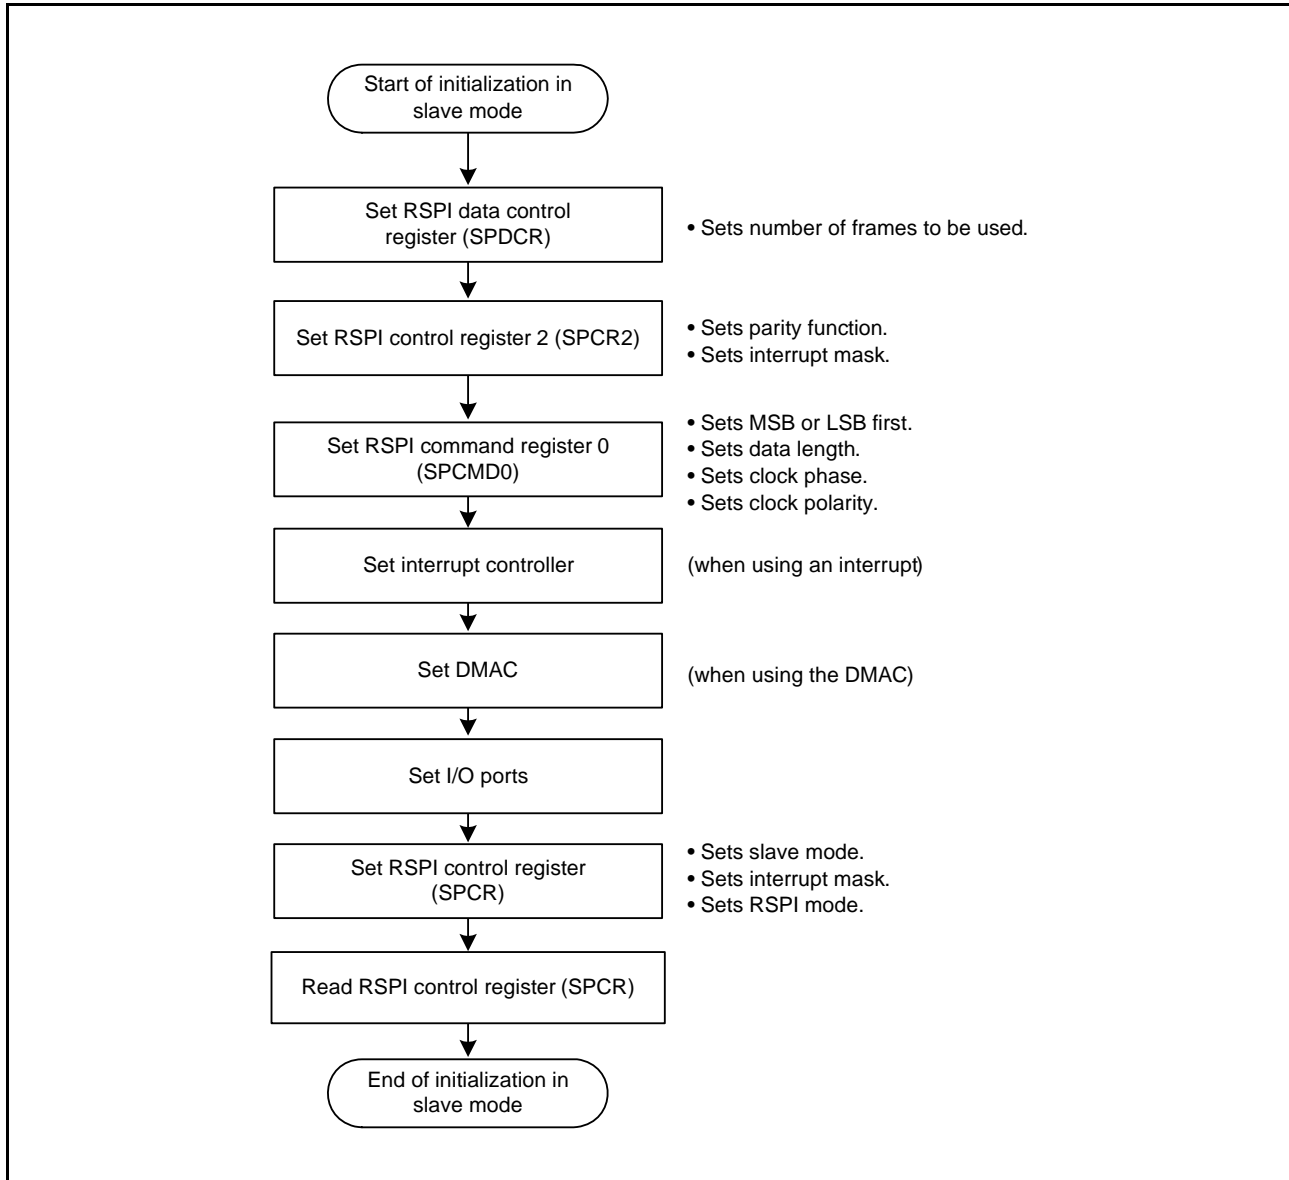 Start of initialization in
slave mode
Set RSPI data control
register (SPDCR)
• Sets number of frames to be used.
Set RSPI control register 2 (SPCR2)
• Sets parity function.
• Sets interrupt mask.
Set RSPI command register 0
(SPCMD0)
• Sets MSB or LSB first.
• Sets data length.
• Sets clock phase.
• Sets clock polarity.
Set interrupt controller
(when using an interrupt)
Set DMAC
(when using the DMAC)
Set I/O ports
Set RSPI control register
(SPCR)
• Sets slave mode.
• Sets interrupt mask.
• Sets RSPI mode.
Read RSPI control register (SPCR)
End of initialization in
slave mode